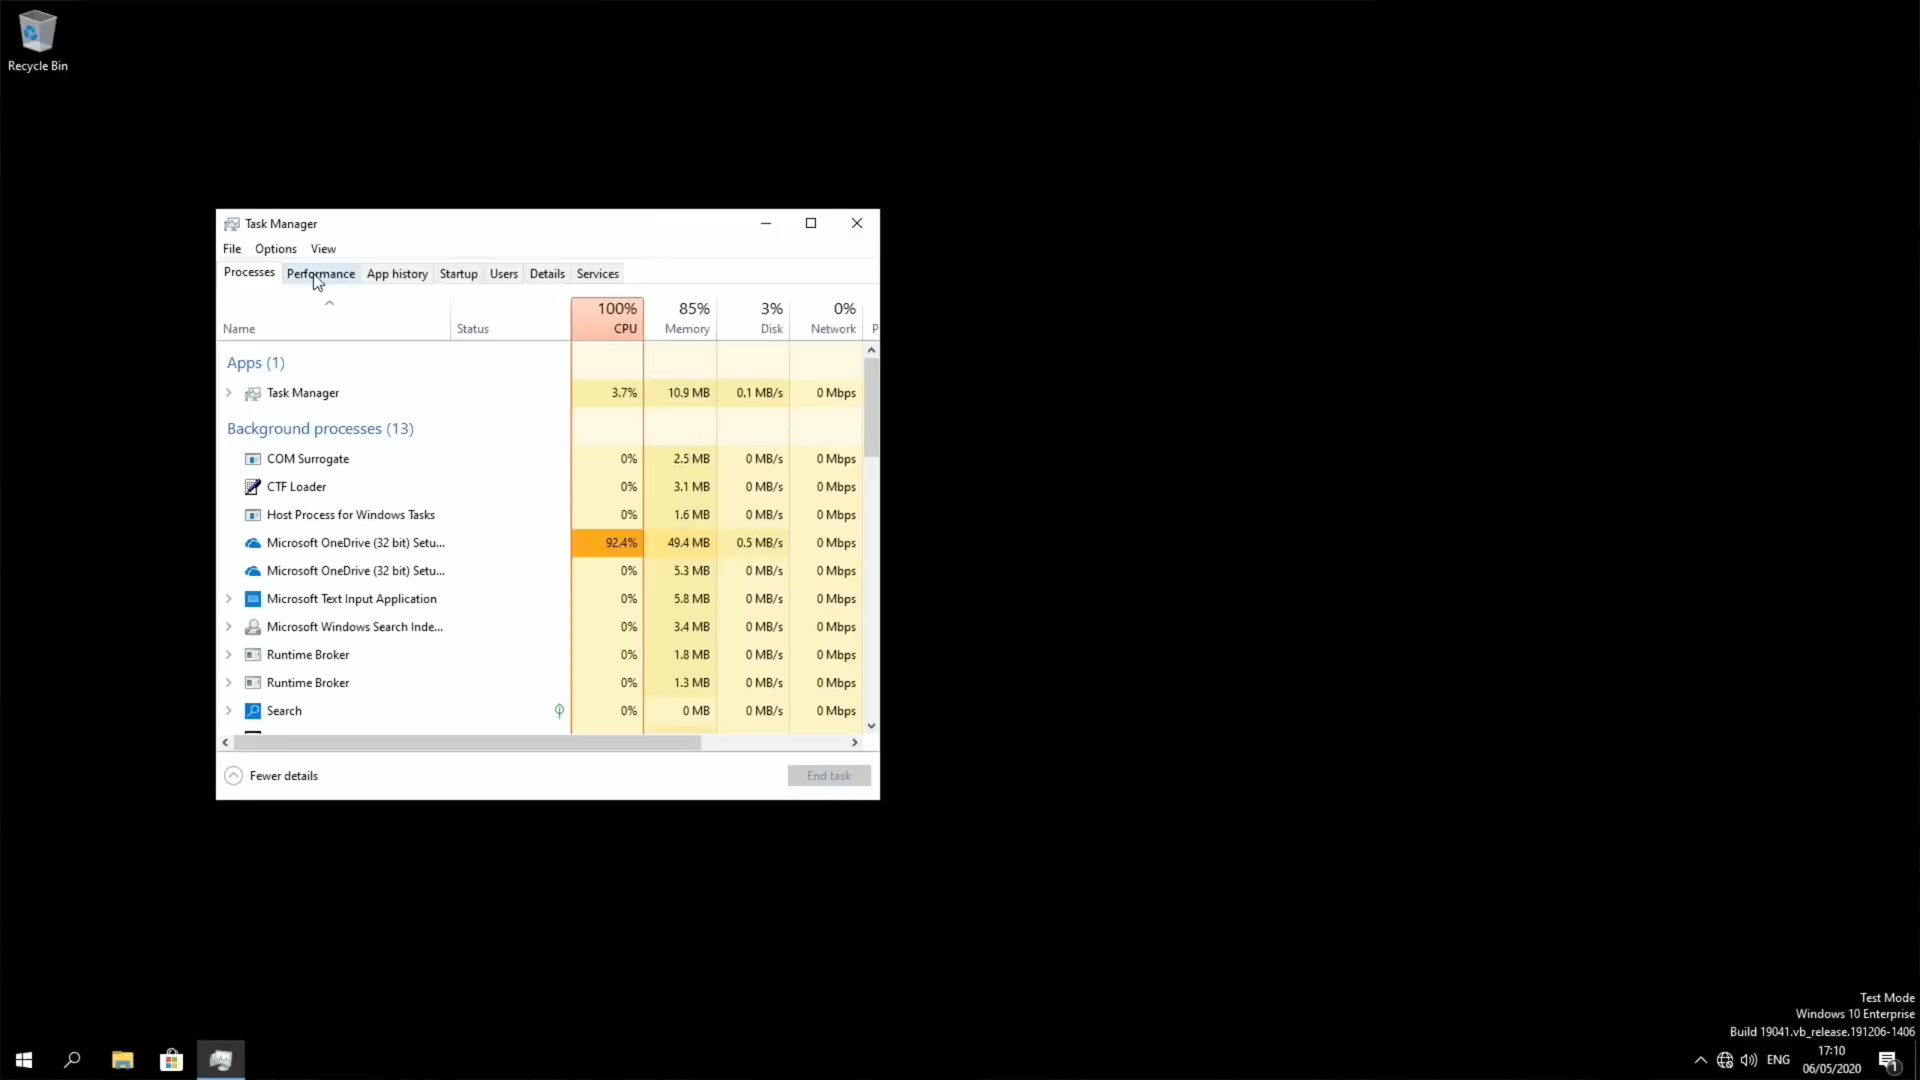 Recycle Bin
Task Manager
File Options View
Processes Performance App history Startup Users Details Services
100% 85% 3% 0%
Name Status CPU Memory Disk Network P
Apps (1)
Task Manager 3.7% 10.9 MB 0.1 MB/s 0 Mbps
Background processes (13)
COM Surrogate 0% 2.5 MB 0 MB/s 0 Mbps
CTF Loader 0% 3.1 MB 0 MB/s 0 Mbps
Host Process for Windows Tasks 0% 1.6 MB 0 MB/s 0 Mbps
Microsoft OneDrive (32 bit) Setu... 92.4% 49.4 MB 0.5 MB/s 0 Mbps
Microsoft OneDrive (32 bit) Setu... 0% 5.3 MB 0 MB/s 0 Mbps
Microsoft Text Input Application 0% 5.8 MB 0 MB/s 0 Mbps
Microsoft Windows Search Inde... 0% 3.4 MB 0 MB/s 0 Mbps
Runtime Broker 0% 1.8 MB 0 MB/s 0 Mbps
Runtime Broker 0% 1.3 MB 0 MB/s 0 Mbps
Search 0% 0 MB 0 MB/s 0 Mbps
Fewer details End task
Test Mode
Windows 10 Enterprise
Build 19041.vb_release.191206-1406
ENG 17:10
06/05/2020 1